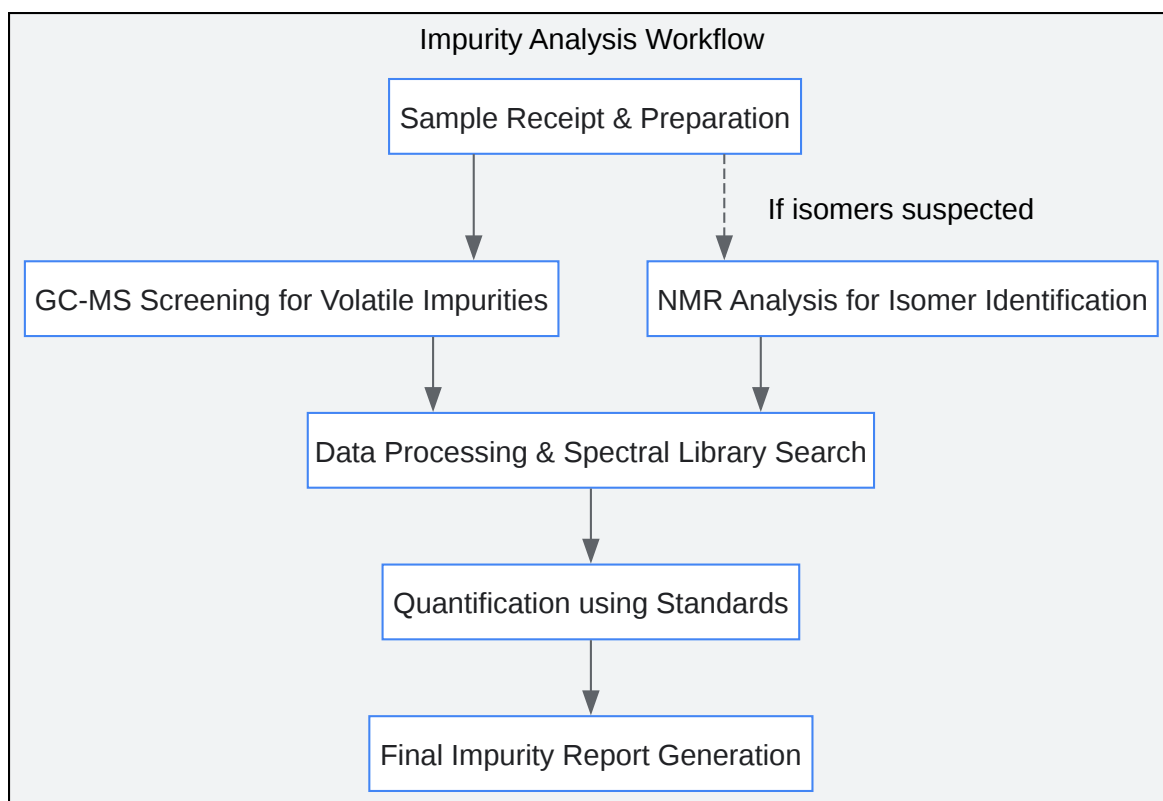 Impurity Analysis Workflow
Sample Receipt & Preparation
If isomers suspected
GC-MS Screening for Volatile Impurities
NMR Analysis for Isomer Identification
Data Processing & Spectral Library Search
Quantification using Standards
Final Impurity Report Generation